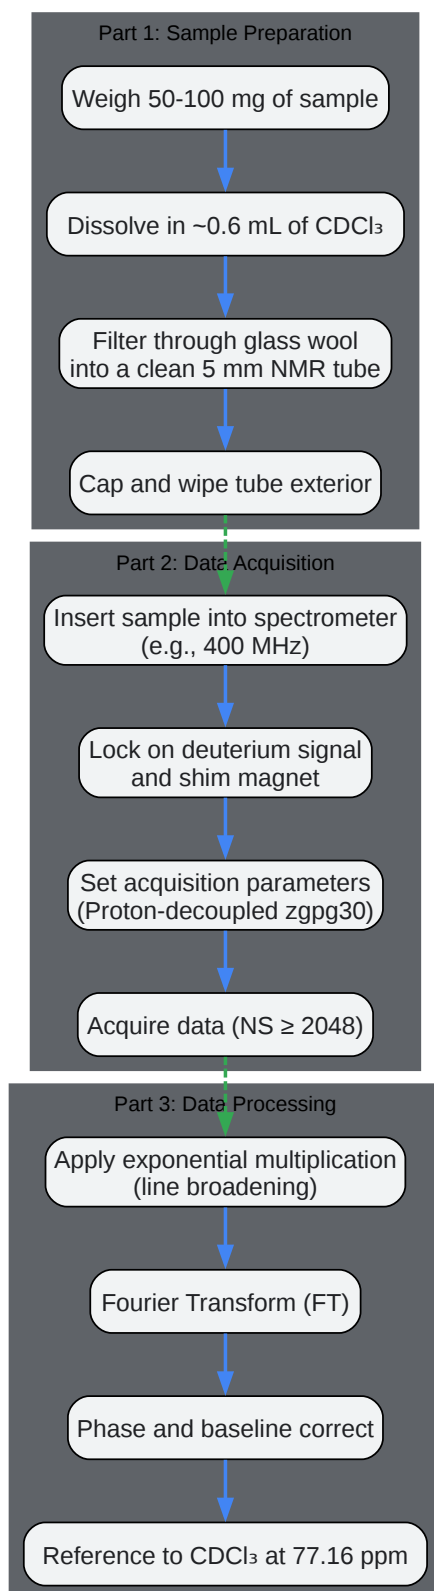 Part 1: Sample Preparation
Weigh 50-100 mg of sample
Dissolve in ~0.6 mL of CDCl₃
Filter through glass wool
into a clean 5 mm NMR tube
Cap and wipe tube exterior
Part 2: Data Acquisition
Insert sample into spectrometer
(e.g., 400 MHz)
Lock on deuterium signal
and shim magnet
Set acquisition parameters
(Proton-decoupled zgpg30)
Acquire data (NS ≥ 2048)
Part 3: Data Processing
Apply exponential multiplication
(line broadening)
Fourier Transform (FT)
Phase and baseline correct
Reference to CDCl₃ at 77.16 ppm